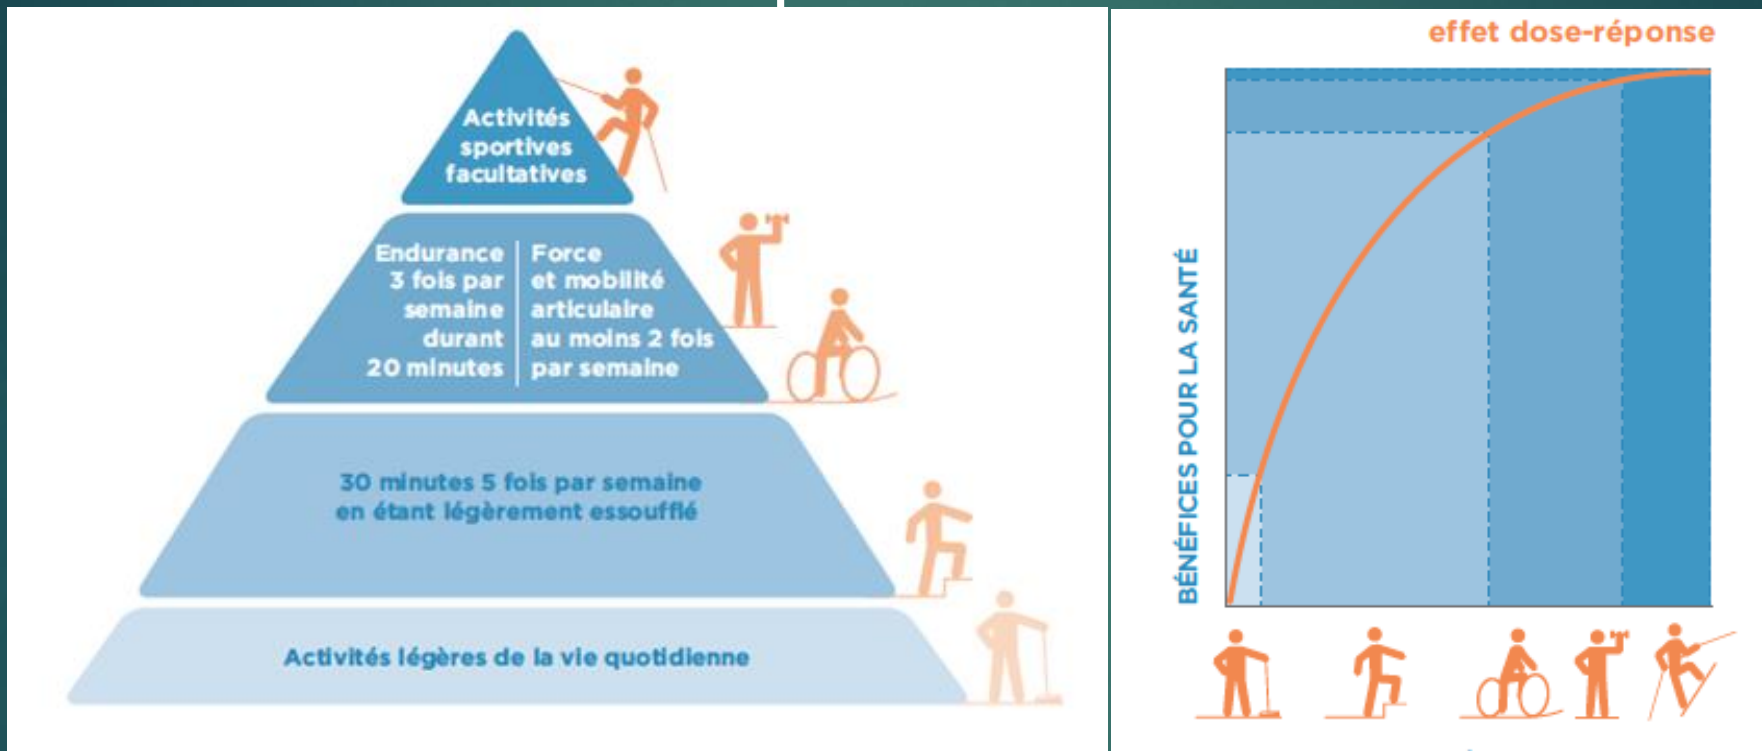 Activités
sportives
facultatives
Endurance
3 fois par
semaine
durant
20 minutes
Force
et mobilité
articulaire
au moins 2 fois
par semaine
30 minutes 5 fois par semaine
en étant légèrement essoufflé
Activités légères de la vie quotidienne
effet dose-réponse
BÉNÉFICES POUR LA SANTÉ